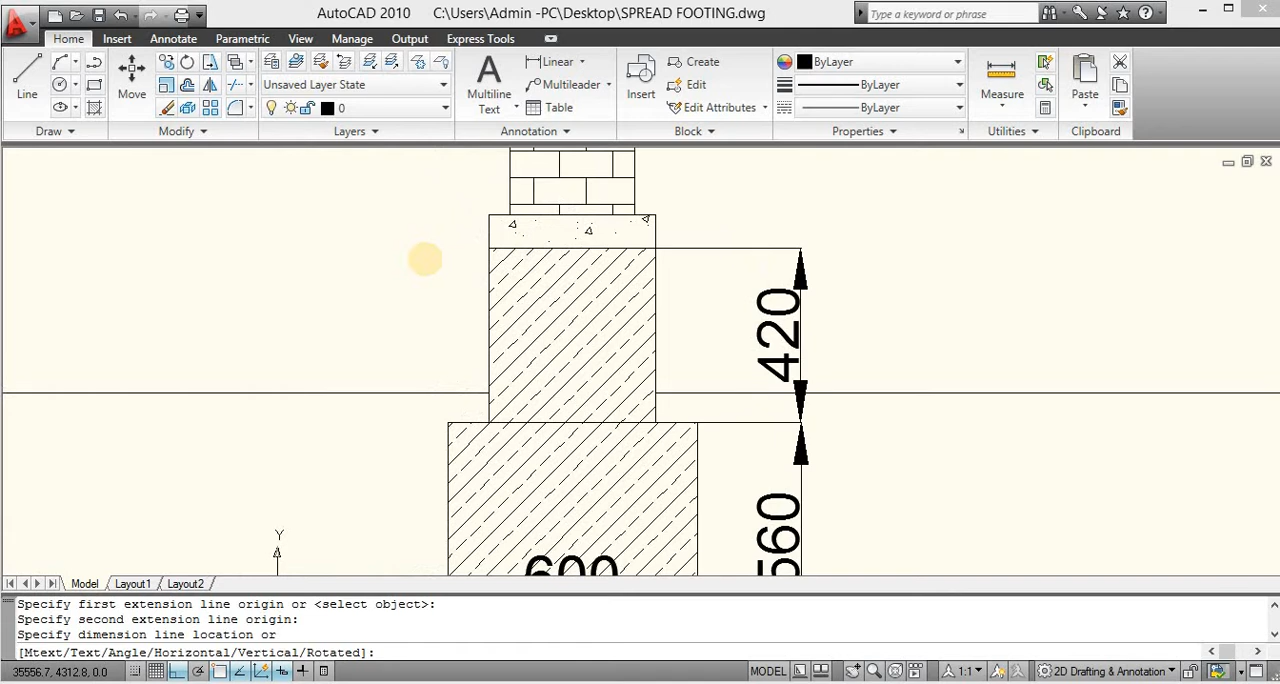 AutoCAD 2010 C:\Users\Admin -PC\Desktop\SPREAD FOOTING.dwg
Type a keyword or phrase
Home Insert Annotate Parametric View Manage Output Express Tools
Line
Move
Unsaved Layer State
0
Multiline
Text
Linear
Multileader
Table
Insert
Create
Edit
Edit Attributes
ByLayer
ByLayer
ByLayer
Measure
Paste
Draw Modify Layers Annotation Block Properties Utilities Clipboard
420
560
600
Y
Model Layout1 Layout2
Specify first extension line origin or <select object>:
Specify second extension line origin:
Specify dimension line location or
[Mtext/Text/Angle/Horizontal/Vertical/Rotated]:
35556.7, 4312.8, 0.0 MODEL 1:1 2D Drafting & Annotation